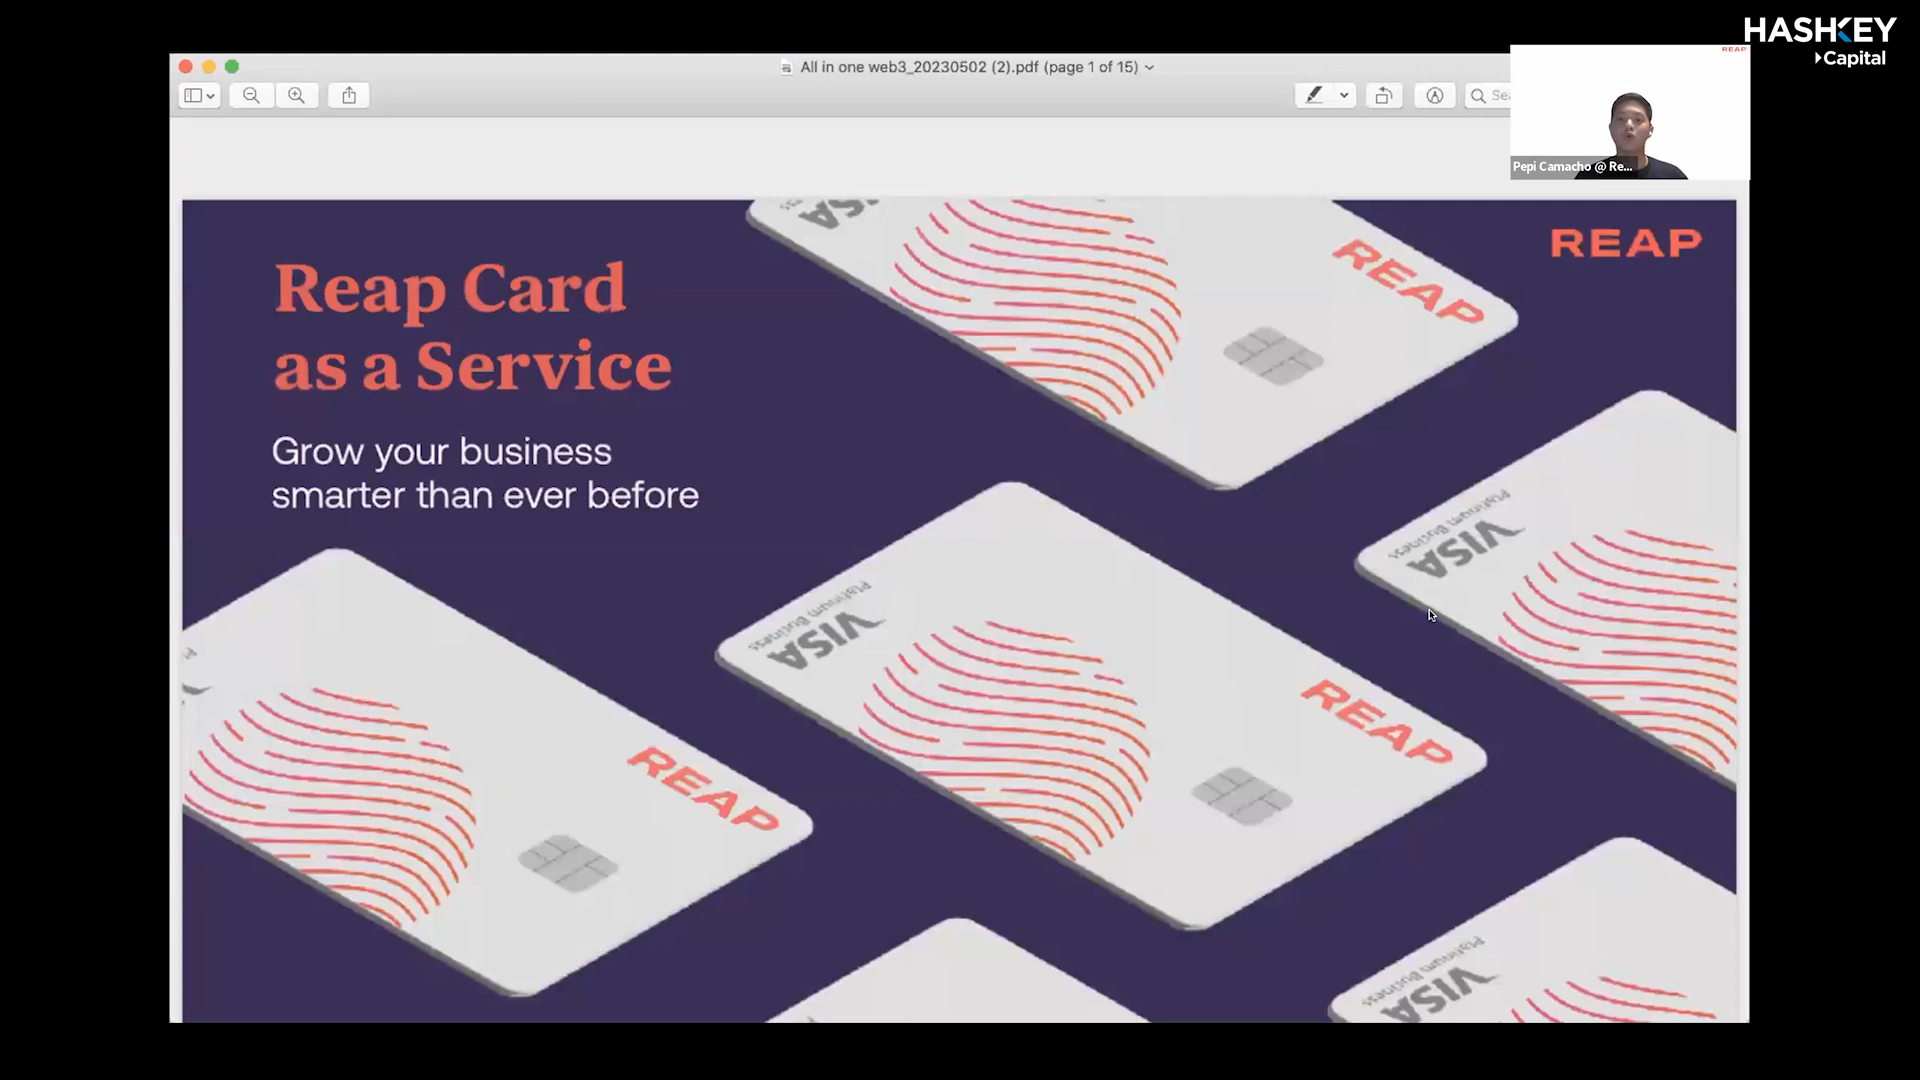 HASHKEY
Capital
All in one web3_20230502 (2).pdf (page 1 of 15)
REAP
Pepi Camacho @ Re...
Reap Card
as a Service
Grow your business
smarter than ever before
REAP
VISA
REAP
VISA
Platinum Business
VISA
Platinum Business
REAP
REAP
VISA
Platinum Business